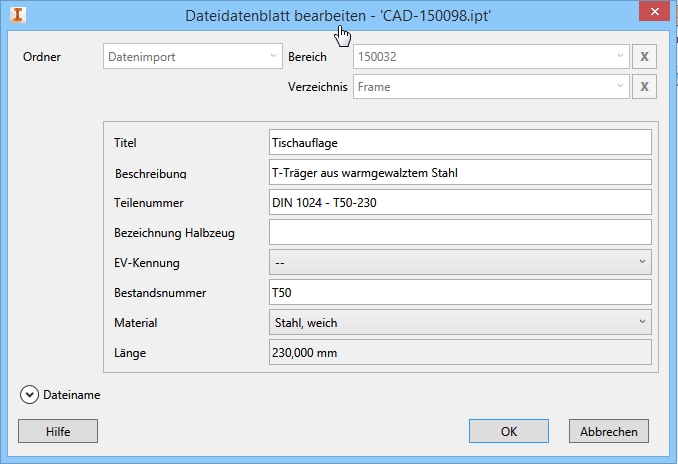 Dateidatenblatt bearbeiten - 'CAD-150098.ipt'
Ordner Datenimport Bereich 150032 X
Verzeichnis Frame X
Titel Tischauflage
Beschreibung T-Träger aus warmgewalztem Stahl
Teilenummer DIN 1024 - T50-230
Bezeichnung Halbzeug
EV-Kennung --
Bestandsnummer T50
Material Stahl, weich
Länge 230,000 mm
Dateiname
Hilfe OK Abbrechen